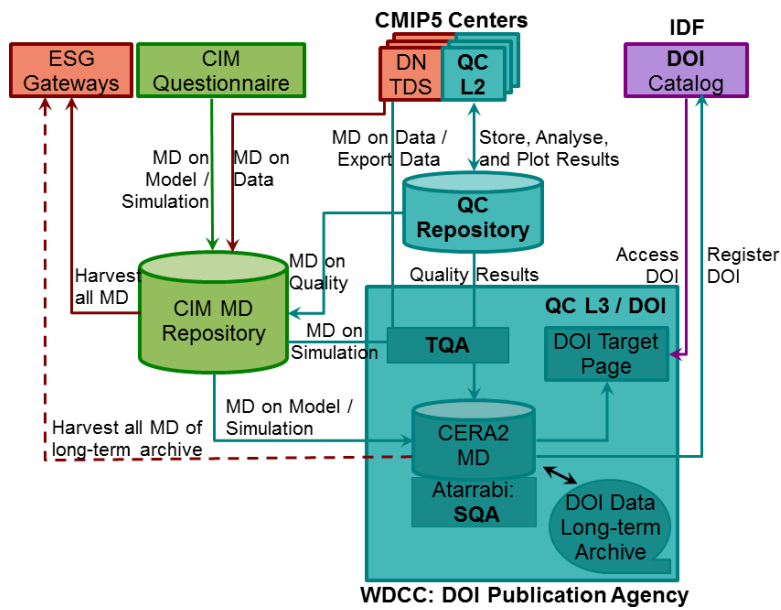 CMIP5 Centers
IDF
ESG
Gateways
CIM
Questionnaire
DN
TDS
QC
L2
DOI
Catalog
MD on
Model /
Simulation
MD on
Data
MD on Data /
Export Data
Store, Analyse,
and Plot Results
QC
Repository
Harvest
all MD
CIM MD
Repository
MD on
Quality
Quality Results
Access
DOI
Register
DOI
QC L3 / DOI
MD on
Simulation
TQA
DOI Target
Page
MD on Model /
Simulation
Harvest all MD of
long-term archive
CERA2
MD
Atarrabi:
SQA
DOI Data
Long-term
Archive
WDCC: DOI Publication Agency